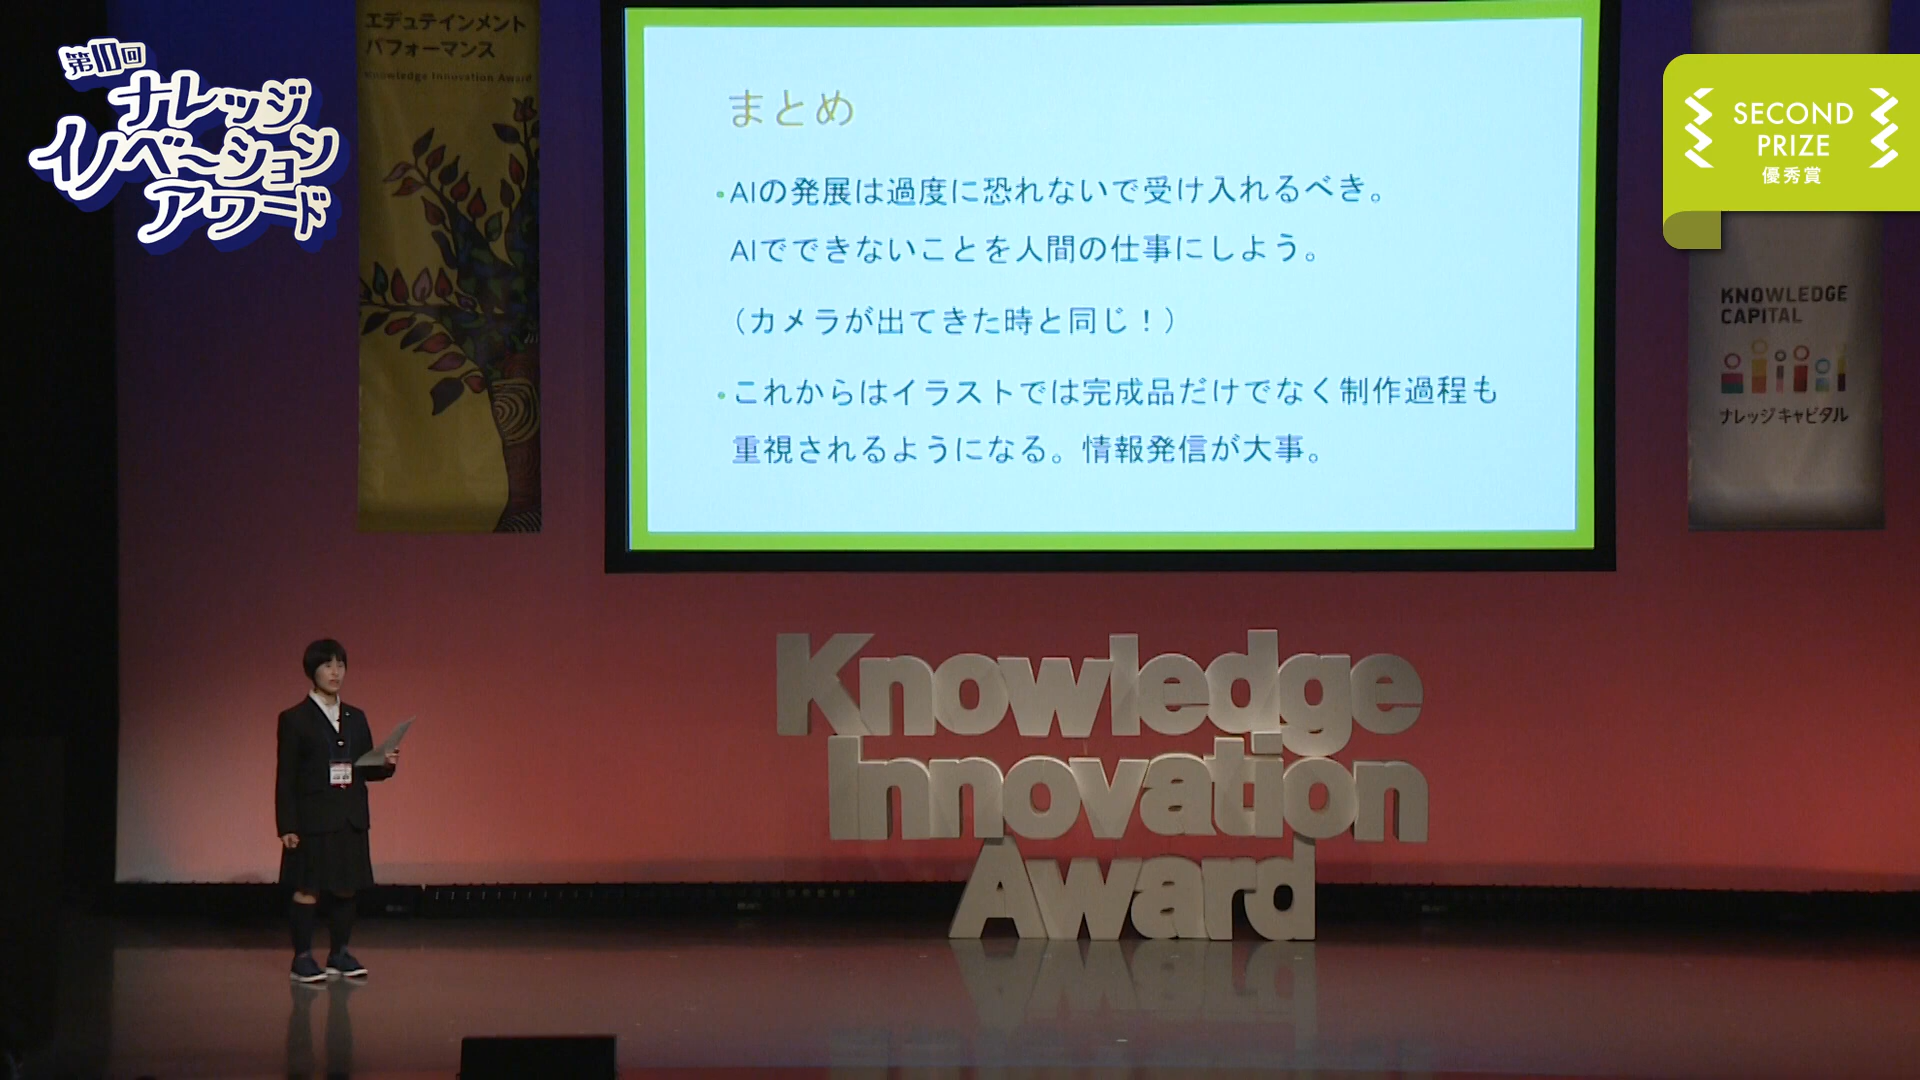 第10回
ナレッジ
イノベーション
アワード
エデュテインメント
パフォーマンス
Knowledge Innovation Award
まとめ
・AIの発展は過度に恐れないで受け入れるべき。
AIでできないことを人間の仕事にしよう。
（カメラが出てきた時と同じ！）
・これからはイラストでは完成品だけでなく制作過程も
重視されるようになる。情報発信が大事。
SECOND
PRIZE
優秀賞
KNOWLEDGE
CAPITAL
ナレッジキャピタル
Knowledge
Innovation
Award